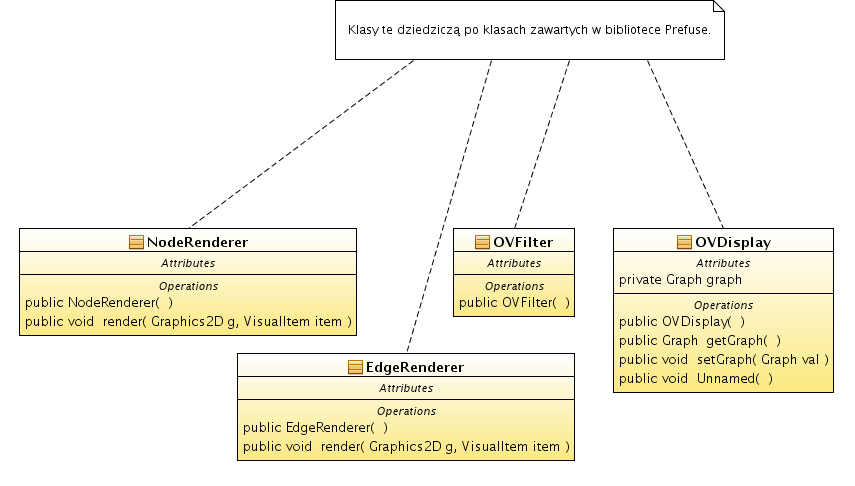 Klasy te dziedziczą po klasach zawartych w bibliotece Prefuse.
NodeRenderer
Attributes
Operations
public NodeRenderer(  )
public void  render( Graphics2D g, VisualItem item )
OVFilter
Attributes
Operations
public OVFilter(  )
OVDisplay
Attributes
private Graph graph
Operations
public OVDisplay(  )
public Graph  getGraph(  )
public void  setGraph( Graph val )
public void  Unnamed(  )
EdgeRenderer
Attributes
Operations
public EdgeRenderer(  )
public void  render( Graphics2D g, VisualItem item )